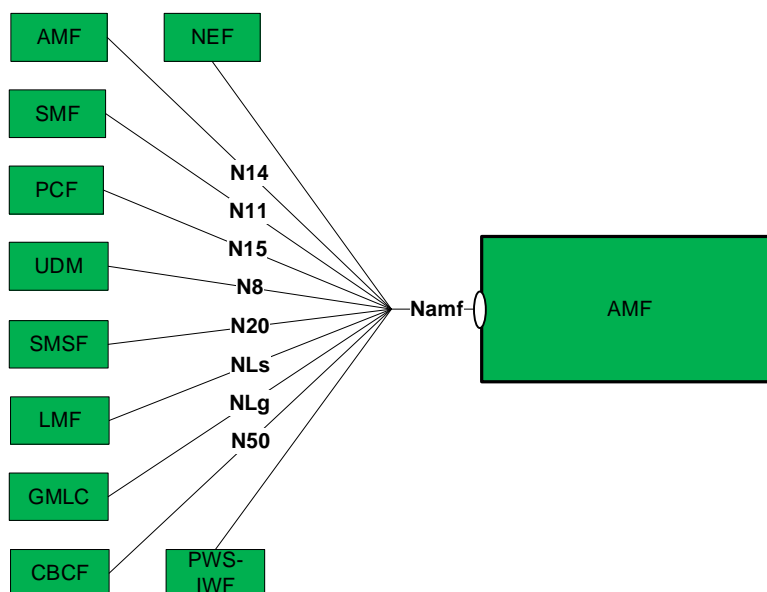 AMF
NEF
SMF
N14
N11
PCF
N15
UDM
N8
Namf
AMF
SMSF
N20
NLs
LMF
NLg
N50
GMLC
CBCF
PWS-
IWF